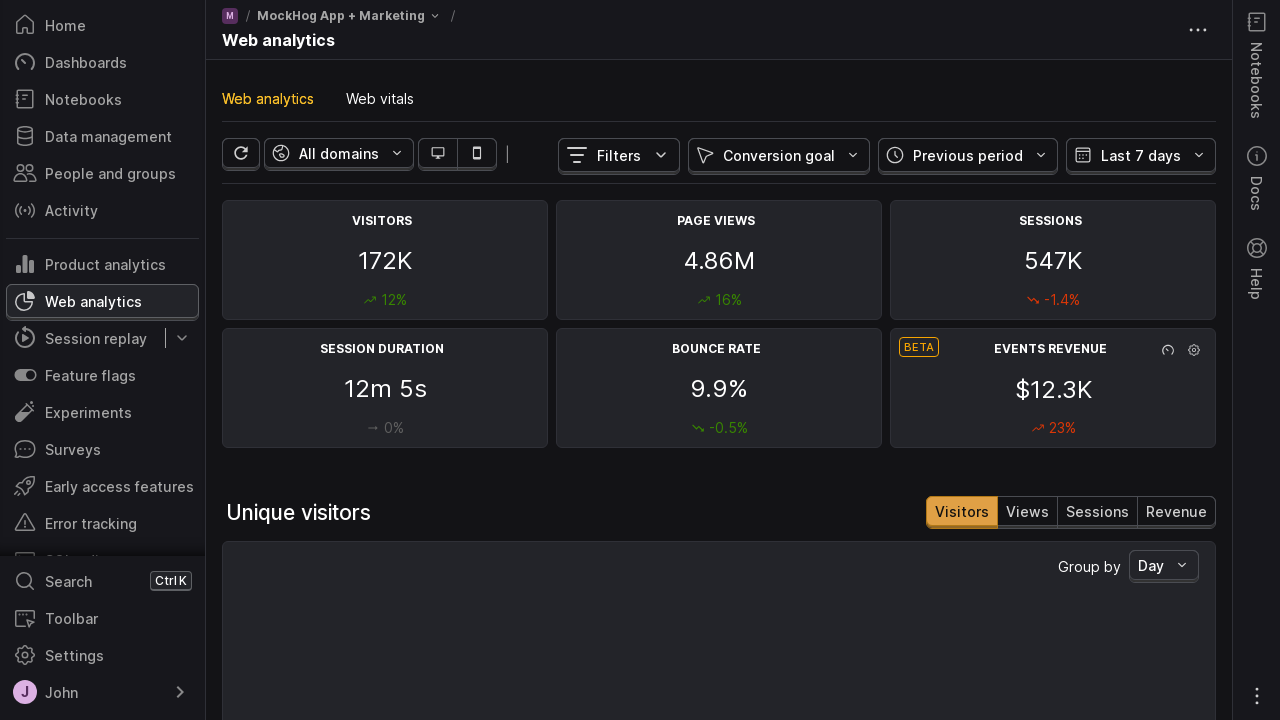 Home
Dashboards
Notebooks
Data management
People and groups
Activity
Product analytics
Web analytics
Session replay
Feature flags
Experiments
Surveys
Early access features
Error tracking
Search Ctrl K
Toolbar
Settings
J John
M / MockHog App + Marketing /
Web analytics
Web analytics Web vitals
All domains Filters Conversion goal Previous period Last 7 days
VISITORS
172K
12%
PAGE VIEWS
4.86M
16%
SESSIONS
547K
-1.4%
SESSION DURATION
12m 5s
0%
BOUNCE RATE
9.9%
-0.5%
BETA
EVENTS REVENUE
$12.3K
23%
Unique visitors
Visitors Views Sessions Revenue
Group by Day
Notebooks
Docs
Help